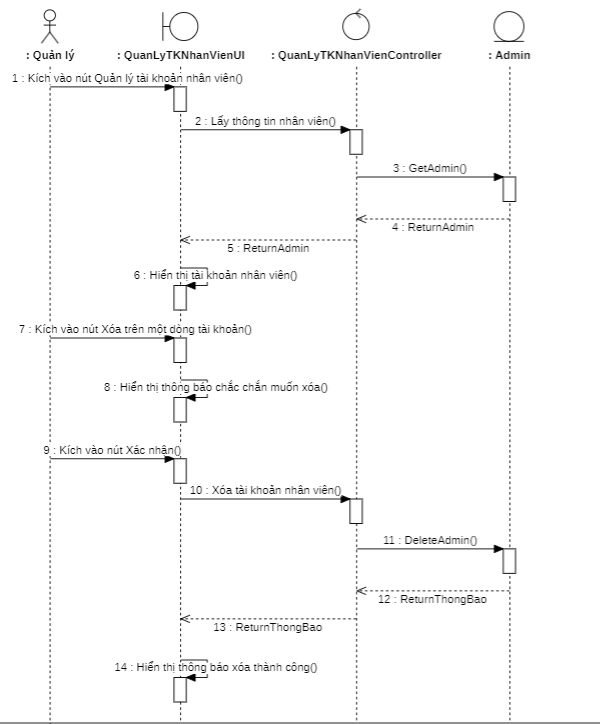 : Quản lý
: QuanLyTKNhanVienUI
: QuanLyTKNhanVienController
: Admin
1 : Kích vào nút Quản lý tài khoản nhân viên()
2 : Lấy thông tin nhân viên()
3 : GetAdmin()
4 : ReturnAdmin
5 : ReturnAdmin
6 : Hiển thị tài khoản nhân viên()
7 : Kích vào nút Xóa trên một dòng tài khoản()
8 : Hiển thị thông báo chắc chắn muốn xóa()
9 : Kích vào nút Xác nhận()
10 : Xóa tài khoản nhân viên()
11 : DeleteAdmin()
12 : ReturnThongBao
13 : ReturnThongBao
14 : Hiển thị thông báo xóa thành công()